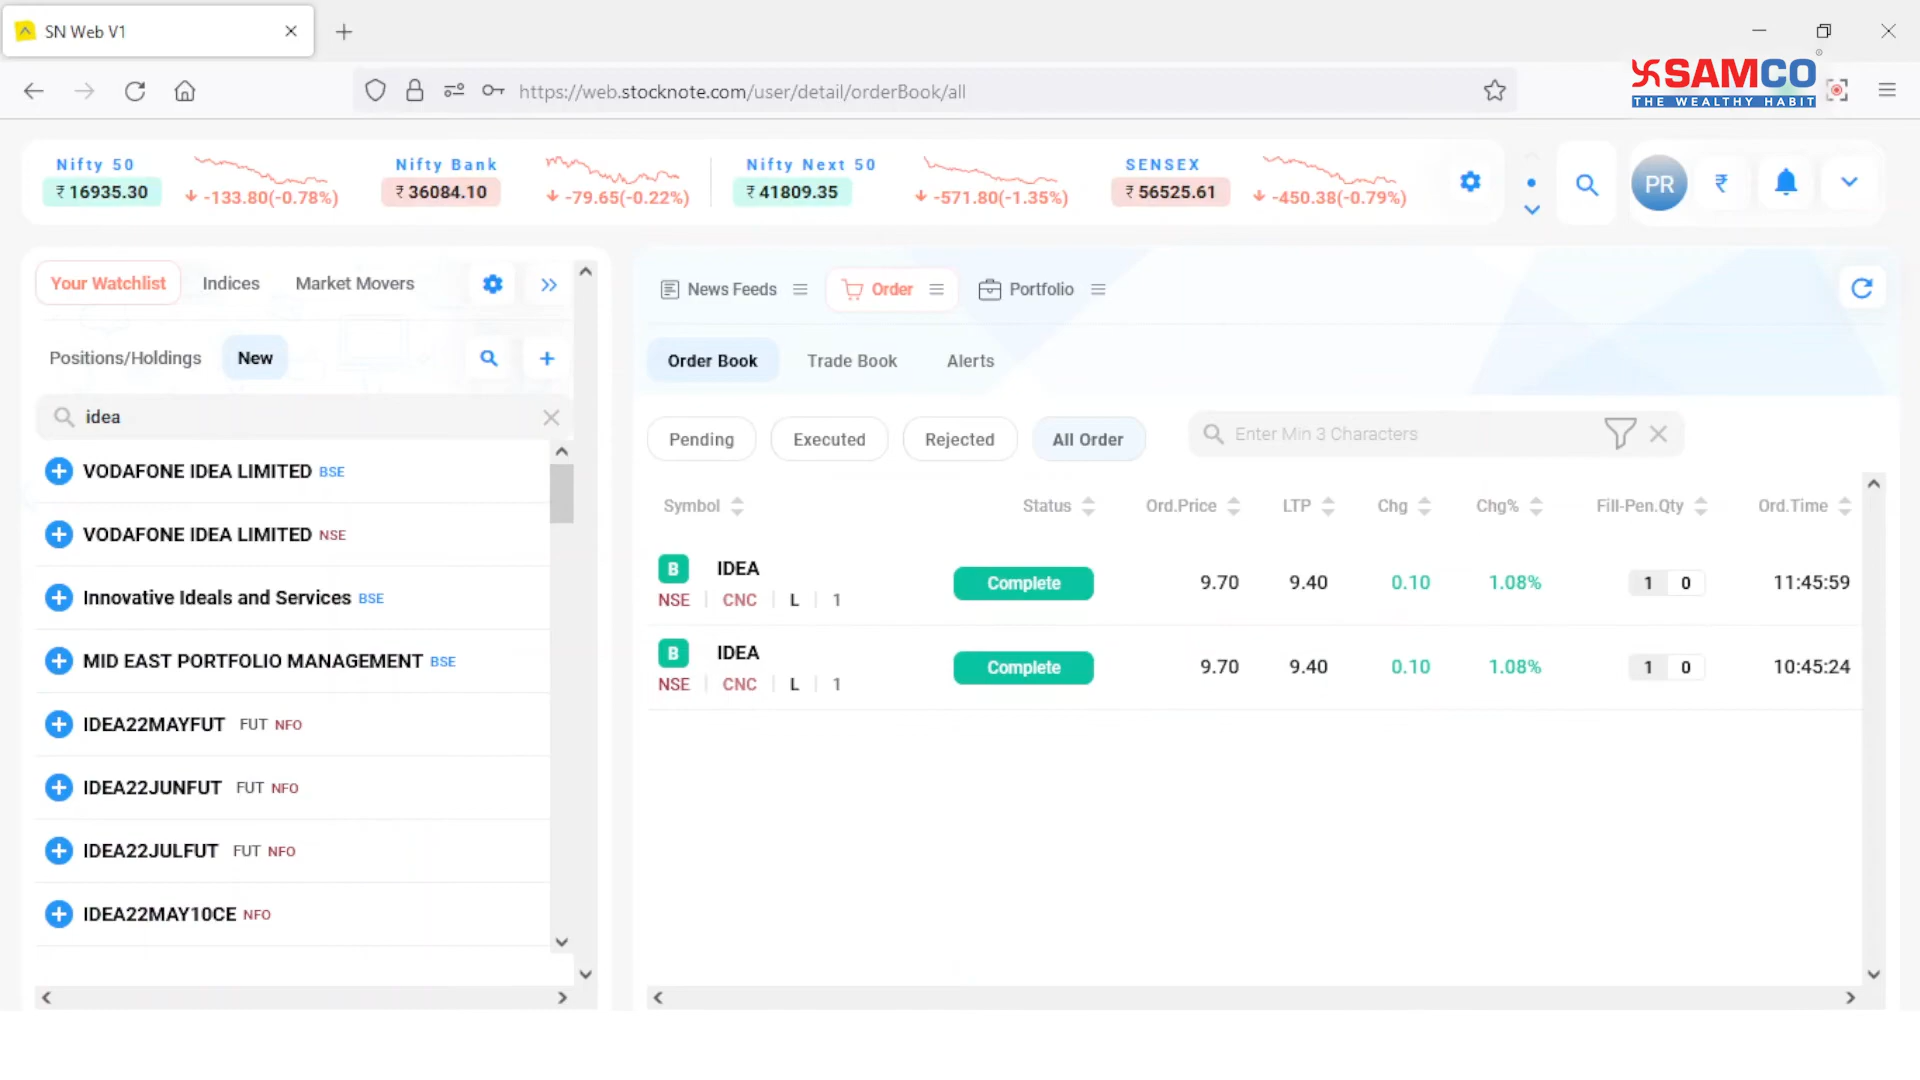 SN Web V1
https://web.stocknote.com/user/detail/orderBook/all
SAMCO
THE WEALTHY HABIT
Nifty 50
₹ 16935.30
-133.80(-0.78%)
Nifty Bank
₹ 36084.10
-79.65(-0.22%)
Nifty Next 50
₹ 41809.35
-571.80(-1.35%)
SENSEX
₹ 56525.61
-450.38(-0.79%)
PR
₹
Your Watchlist Indices Market Movers
Positions/Holdings New
idea
VODAFONE IDEA LIMITED BSE
VODAFONE IDEA LIMITED NSE
Innovative Ideals and Services BSE
MID EAST PORTFOLIO MANAGEMENT BSE
IDEA22MAYFUT FUT NFO
IDEA22JUNFUT FUT NFO
IDEA22JULFUT FUT NFO
IDEA22MAY10CE NFO
News Feeds Order Portfolio
Order Book Trade Book Alerts
Pending Executed Rejected All Order Enter Min 3 Characters
Symbol Status Ord.Price LTP Chg Chg% Fill-Pen.Qty Ord.Time
B IDEA
NSE CNC L 1
Complete 9.70 9.40 0.10 1.08% 1 0 11:45:59
B IDEA
NSE CNC L 1
Complete 9.70 9.40 0.10 1.08% 1 0 10:45:24